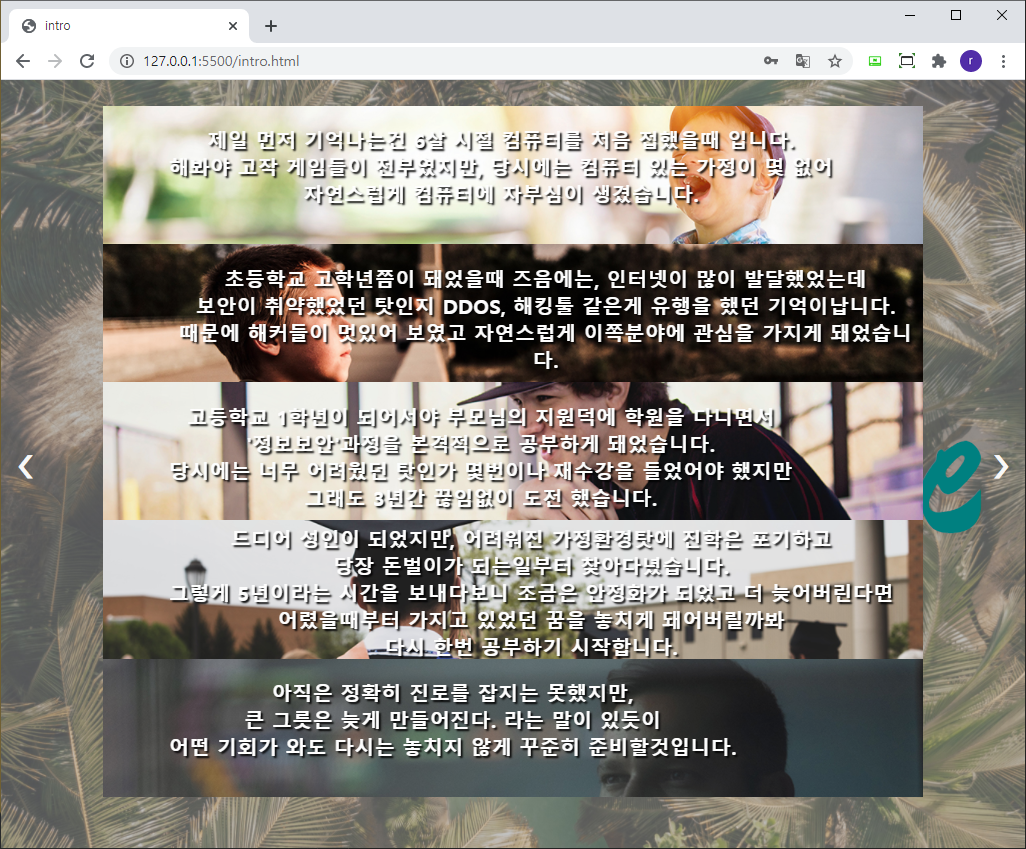 intro
127.0.0.1:5500/intro.html
r
제일 먼저 기억나는건 6살 시절 컴퓨터를 처음 접했을때 입니다.
해봐야 고작 게임들이 전부였지만, 당시에는 컴퓨터 있는 가정이 몇 없어
자연스럽게 컴퓨터에 자부심이 생겼습니다.
초등학교 고학년쯤이 돼었을때 즈음에는, 인터넷이 많이 발달했었는데
보안이 취약했었던 탓인지 DDOS, 해킹툴 같은게 유행을 했던 기억이납니다.
때문에 해커들이 멋있어 보였고 자연스럽게 이쪽분야에 관심을 가지게 돼었습니
다.
고등학교 1학년이 되어서야 부모님의 지원덕에 학원을 다니면서
'정보보안'과정을 본격적으로 공부하게 돼었습니다.
당시에는 너무 어려웠던 탓인가 몇번이나 재수강을 들었어야 했지만
그래도 3년간 끊임없이 도전 했습니다.
드디어 성인이 되었지만, 어려워진 가정환경탓에 진학은 포기하고
당장 돈벌이가 되는일부터 찾아다녔습니다.
그렇게 5년이라는 시간을 보내다보니 조금은 안정화가 되었고 더 늦어버린다면
어렸을때부터 가지고 있었던 꿈을 놓치게 돼어버릴까봐
다시 한번 공부하기 시작합니다.
아직은 정확히 진로를 잡지는 못했지만,
큰 그릇은 늦게 만들어진다. 라는 말이 있듯이
어떤 기회가 와도 다시는 놓치지 않게 꾸준히 준비할것입니다.
❮
e
❯